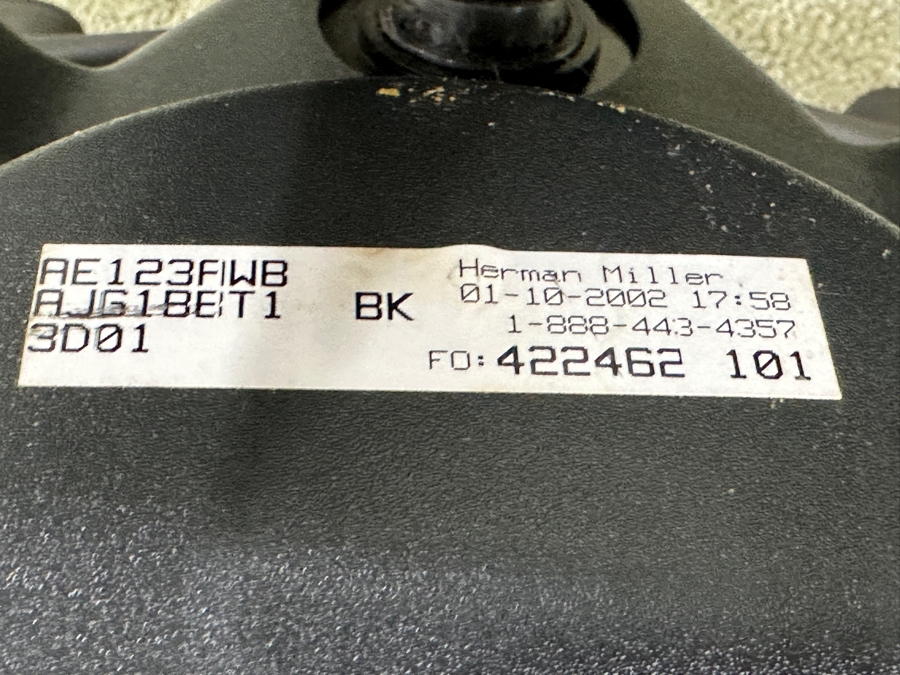 AE123AWB
AJG1BBT1
3D01
BK
Herman Miller
01-10-2002 17:58
1-888-443-4357
FO: 422462 101